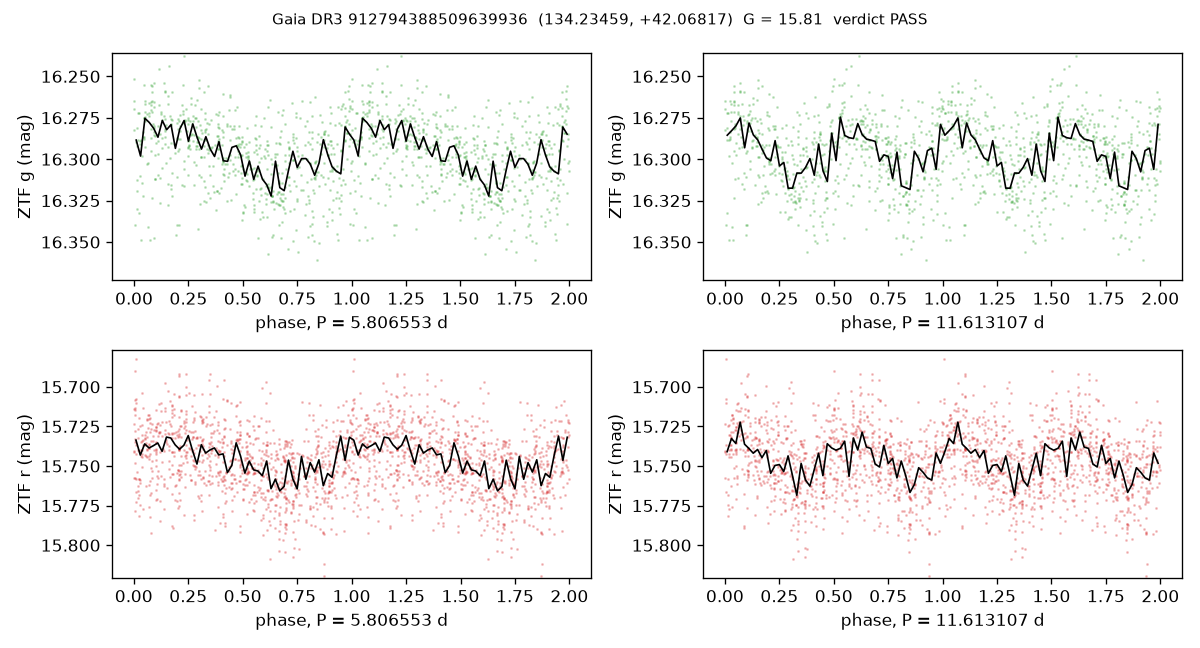 Gaia DR3 912794388509639936 (134.23459, +42.06817) G = 15.81 verdict PASS
ZTF g (mag)
16.250
16.275
16.300
16.325
16.350
0.00 0.25 0.50 0.75 1.00 1.25 1.50 1.75 2.00
phase, P = 5.806553 d
ZTF g (mag)
16.250
16.275
16.300
16.325
16.350
0.00 0.25 0.50 0.75 1.00 1.25 1.50 1.75 2.00
phase, P = 11.613107 d
ZTF r (mag)
15.700
15.725
15.750
15.775
15.800
0.00 0.25 0.50 0.75 1.00 1.25 1.50 1.75 2.00
phase, P = 5.806553 d
ZTF r (mag)
15.700
15.725
15.750
15.775
15.800
0.00 0.25 0.50 0.75 1.00 1.25 1.50 1.75 2.00
phase, P = 11.613107 d